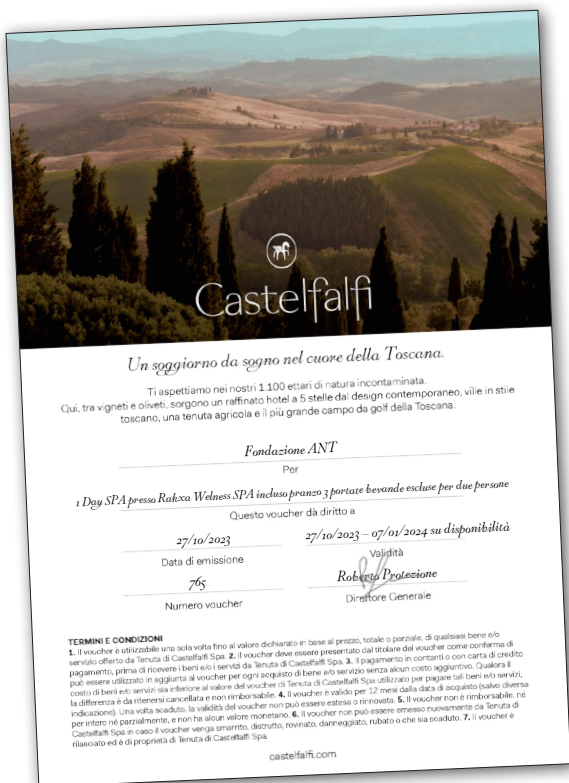 Castelfalfi
Un soggiorno da sogno nel cuore della Toscana.
Ti aspettiamo nei nostri 1.100 ettari di natura incontaminata.
Qui, tra vigneti e oliveti, sorgono un raffinato hotel a 5 stelle dal design contemporaneo, ville in stile
toscano, una tenuta agricola e il più grande campo da golf della Toscana.
Fondazione ANT
Per
1 Day SPA presso Rakxa Welness SPA incluso pranzo 3 portate bevande escluse per due persone
Questo voucher dà diritto a
27/10/2023
27/10/2023 – 07/01/2024 su disponibilità
Data di emissione
Validità
765
Roberto Protezione
Numero voucher
Direttore Generale
TERMINI E CONDIZIONI
1. Il voucher è utilizzabile una sola volta fino al valore dichiarato in base al prezzo, totale o parziale, di qualsiasi bene e/o
servizio offerto da Tenuta di Castelfalfi Spa. 2. Il voucher deve essere presentato dal titolare del voucher come conferma di
pagamento, prima di ricevere i beni e/o i servizi da Tenuta di Castelfalfi Spa. 3. Il pagamento in contanti o con carta di credito
può essere utilizzato in aggiunta al voucher per ogni acquisto di bene e/o servizio senza alcun costo aggiuntivo. Qualora il
costo di beni e/o servizi sia inferiore al valore del voucher di Tenuta di Castelfalfi Spa utilizzato per pagare tali beni e/o servizi,
la differenza è da ritenersi cancellata e non rimborsabile. 4. Il voucher è valido per 12 mesi dalla data di acquisto (salvo diversa
indicazione). Una volta scaduto, la validità del voucher non può essere estesa o rinnovata. 5. Il voucher non è rimborsabile, né
per intero né parzialmente, e non ha alcun valore monetario. 6. Il voucher non può essere emesso nuovamente da Tenuta di
Castelfalfi Spa in caso il voucher venga smarrito, distrutto, rovinato, danneggiato, rubato o che sia scaduto. 7. Il voucher è
rilasciato ed è di proprietà di Tenuta di Castelfalfi Spa.
castelfalfi.com